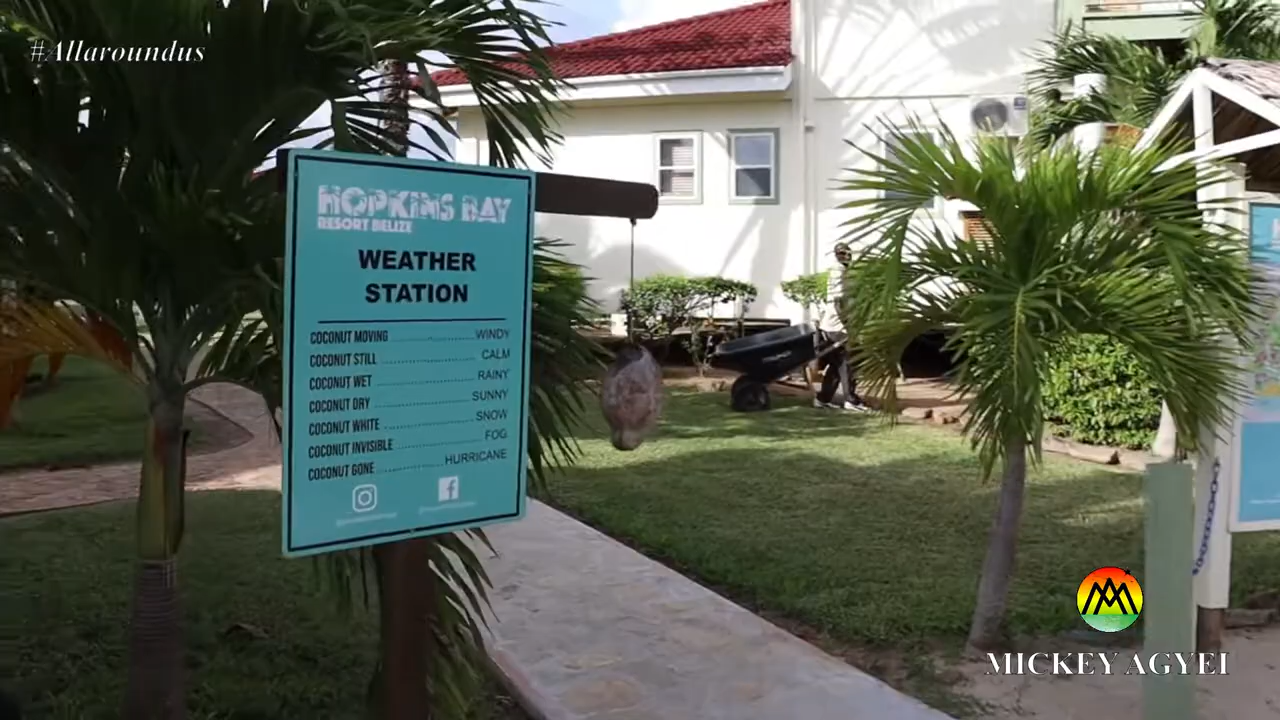 #Allaroundus
HOPKINS BAY
RESORT BELIZE
WEATHER
STATION
COCONUT MOVING ........................ WINDY
COCONUT STILL ........................ CALM
COCONUT WET ........................ RAINY
COCONUT DRY ........................ SUNNY
COCONUT WHITE ........................ SNOW
COCONUT INVISIBLE ........................ FOG
COCONUT GONE ........................ HURRICANE
MICKEY AGYEI